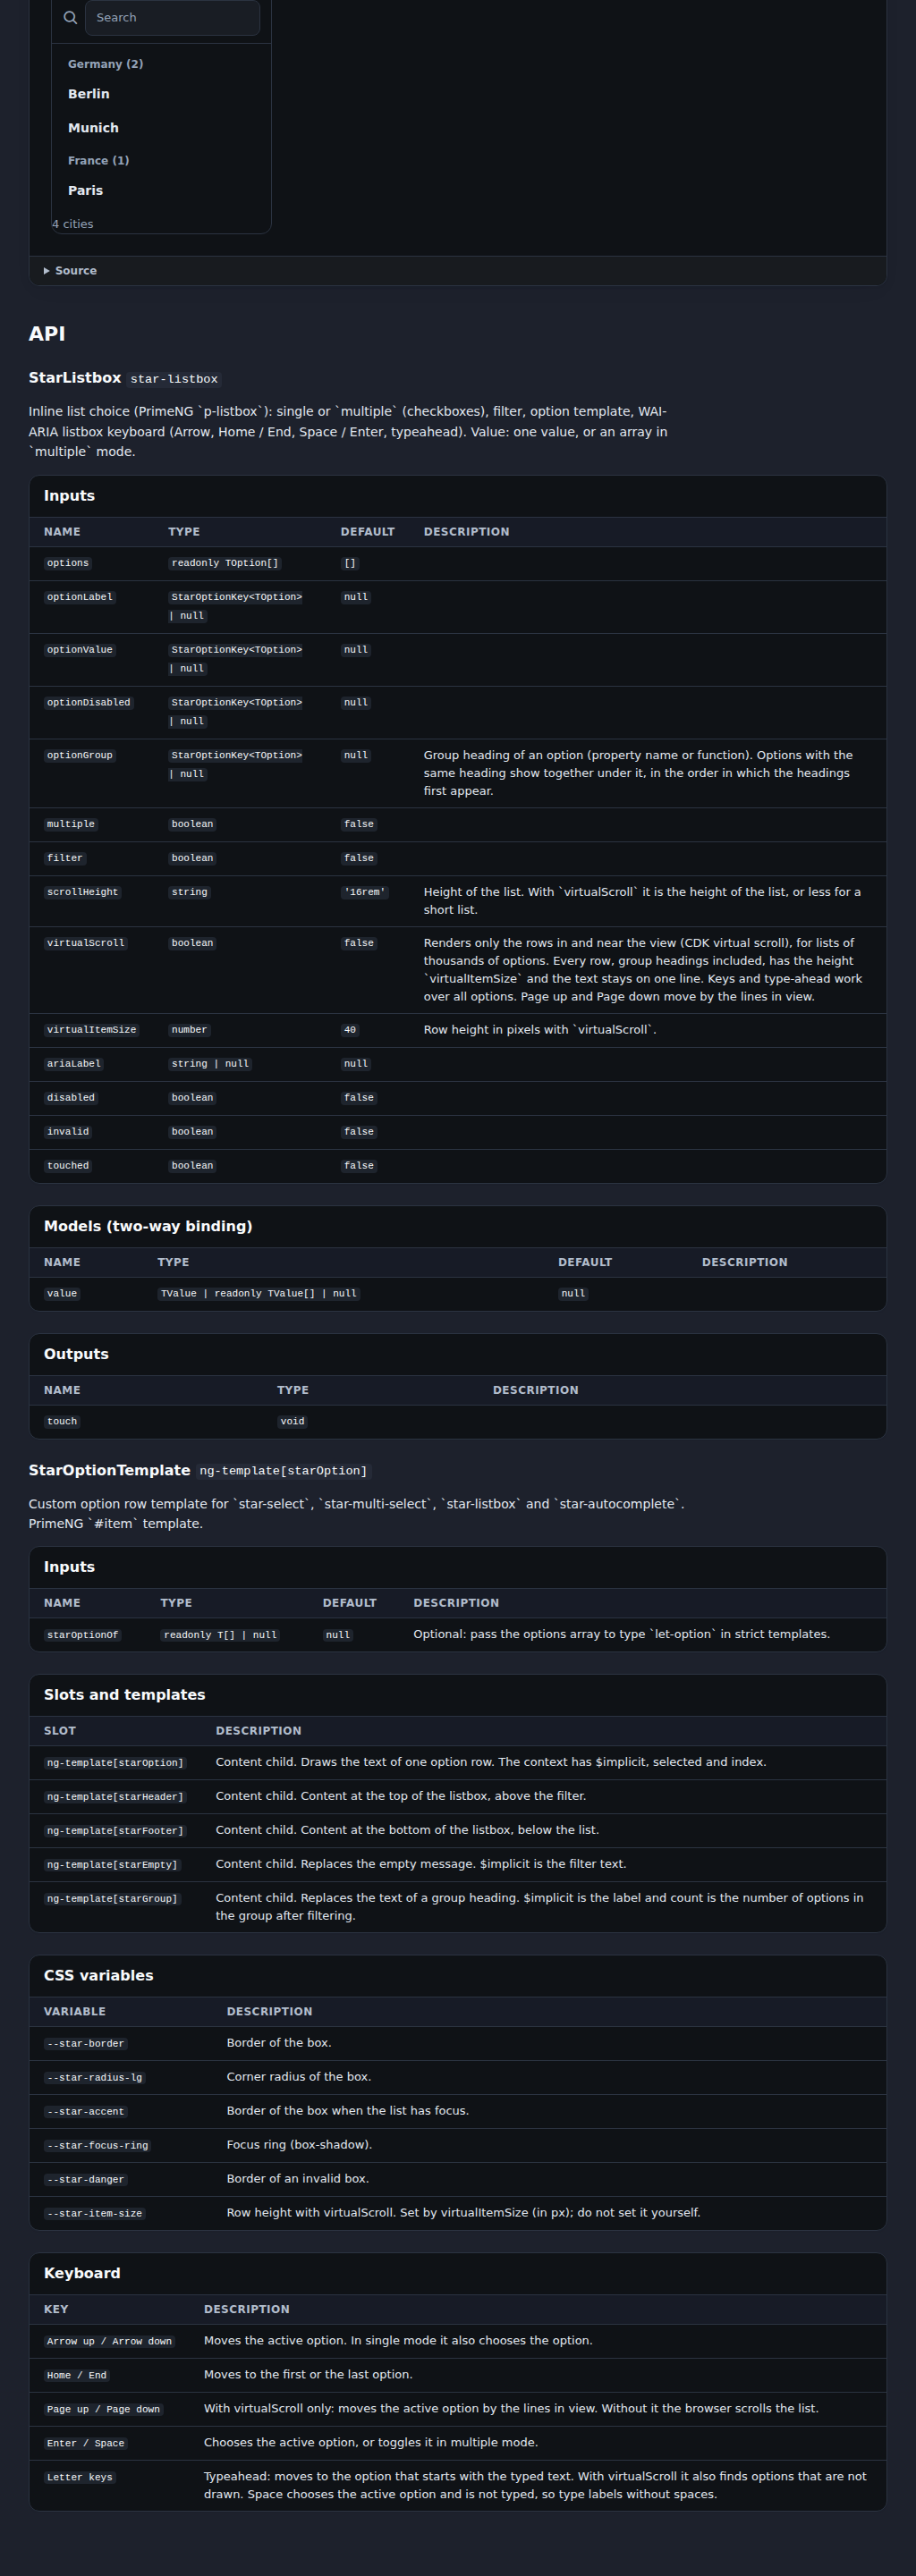 Search
Germany (2)
Berlin
Munich
France (1)
Paris
4 cities
Source
API
StarListbox star-listbox
Inline list choice (PrimeNG `p-listbox`): single or `multiple` (checkboxes), filter, option template, WAI-
ARIA listbox keyboard (Arrow, Home / End, Space / Enter, typeahead). Value: one value, or an array in
`multiple` mode.
Inputs
NAME TYPE DEFAULT DESCRIPTION
options readonly TOption[] []
optionLabel StarOptionKey<TOption> null
| null
optionValue StarOptionKey<TOption> null
| null
optionDisabled StarOptionKey<TOption> null
| null
optionGroup StarOptionKey<TOption> null Group heading of an option (property name or function). Options with the
| null same heading show together under it, in the order in which the headings
first appear.
multiple boolean false
filter boolean false
scrollHeight string '16rem' Height of the list. With `virtualScroll` it is the height of the list, or less for a
short list.
virtualScroll boolean false Renders only the rows in and near the view (CDK virtual scroll), for lists of
thousands of options. Every row, group headings included, has the height
`virtualItemSize` and the text stays on one line. Keys and type-ahead work
over all options. Page up and Page down move by the lines in view.
virtualItemSize number 40 Row height in pixels with `virtualScroll`.
ariaLabel string | null null
disabled boolean false
invalid boolean false
touched boolean false
Models (two-way binding)
NAME TYPE DEFAULT DESCRIPTION
value TValue | readonly TValue[] | null null
Outputs
NAME TYPE DESCRIPTION
touch void
StarOptionTemplate ng-template[starOption]
Custom option row template for `star-select`, `star-multi-select`, `star-listbox` and `star-autocomplete`.
PrimeNG `#item` template.
Inputs
NAME TYPE DEFAULT DESCRIPTION
starOptionOf readonly T[] | null null Optional: pass the options array to type `let-option` in strict templates.
Slots and templates
SLOT DESCRIPTION
ng-template[starOption] Content child. Draws the text of one option row. The context has $implicit, selected and index.
ng-template[starHeader] Content child. Content at the top of the listbox, above the filter.
ng-template[starFooter] Content child. Content at the bottom of the listbox, below the list.
ng-template[starEmpty] Content child. Replaces the empty message. $implicit is the filter text.
ng-template[starGroup] Content child. Replaces the text of a group heading. $implicit is the label and count is the number of options in
the group after filtering.
CSS variables
VARIABLE DESCRIPTION
--star-border Border of the box.
--star-radius-lg Corner radius of the box.
--star-accent Border of the box when the list has focus.
--star-focus-ring Focus ring (box-shadow).
--star-danger Border of an invalid box.
--star-item-size Row height with virtualScroll. Set by virtualItemSize (in px); do not set it yourself.
Keyboard
KEY DESCRIPTION
Arrow up / Arrow down Moves the active option. In single mode it also chooses the option.
Home / End Moves to the first or the last option.
Page up / Page down With virtualScroll only: moves the active option by the lines in view. Without it the browser scrolls the list.
Enter / Space Chooses the active option, or toggles it in multiple mode.
Letter keys Typeahead: moves to the option that starts with the typed text. With virtualScroll it also finds options that are not
drawn. Space chooses the active option and is not typed, so type labels without spaces.